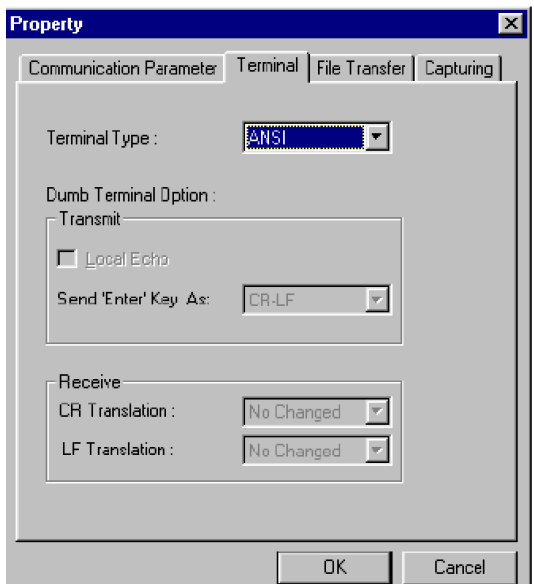 Property
Communication Parameter Terminal File Transfer Capturing
Terminal Type : ANSI
Dumb Terminal Option :
Transmit
Local Echo
Send 'Enter' Key As: CR-LF
Receive
CR Translation : No Changed
LF Translation : No Changed
OK Cancel